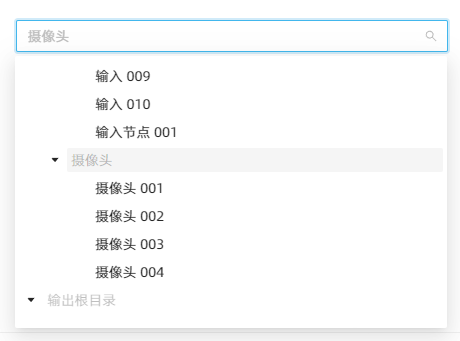 摄像头
输入 009
输入 010
输入节点 001
摄像头
摄像头 001
摄像头 002
摄像头 003
摄像头 004
输出根目录